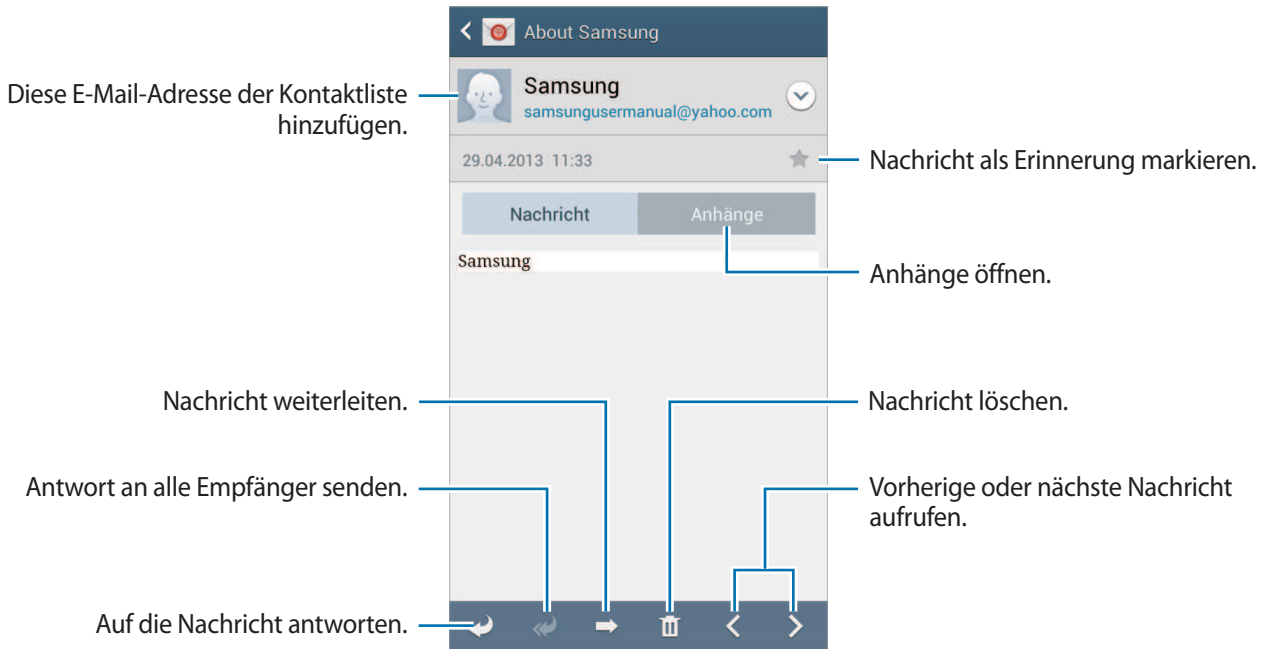 About Samsung
Diese E-Mail-Adresse der Kontaktliste
hinzufügen.
Samsung
samsungusermanual@yahoo.com
29.04.2013 11:33
Nachricht als Erinnerung markieren.
Nachricht
Anhänge
Samsung
Anhänge öffnen.
Nachricht weiterleiten.
Nachricht löschen.
Antwort an alle Empfänger senden.
Vorherige oder nächste Nachricht
aufrufen.
Auf die Nachricht antworten.